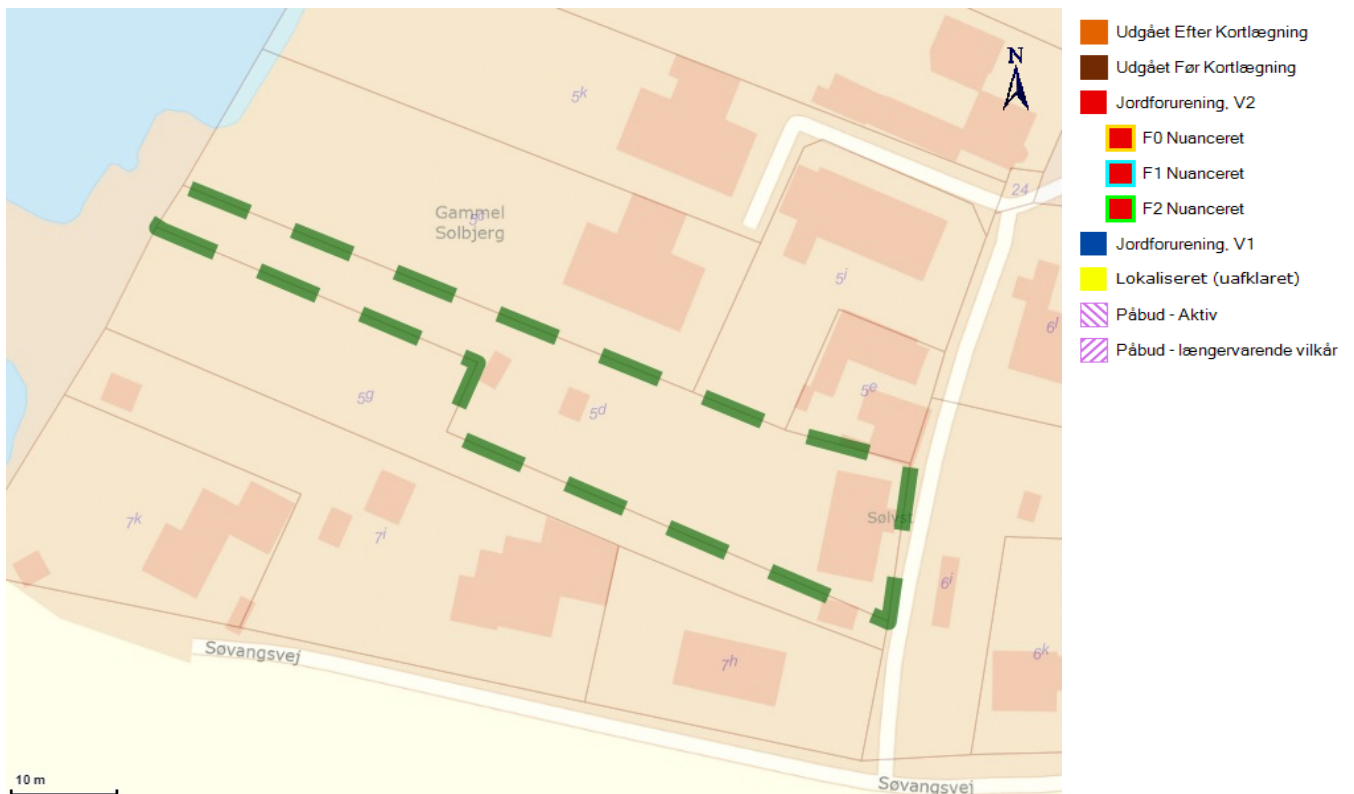 Udgået Efter Kortlægning
Udgået Før Kortlægning
Jordforurening, V2
F0 Nuanceret
F1 Nuanceret
F2 Nuanceret
Jordforurening, V1
Lokaliseret (uafklaret)
Påbud - Aktiv
Påbud - længervarende vilkår
N
5k
24
Gammel
Solbjerg
5j
6l
5e
5g
5d
Sølvst
7k
7i
6i
7h
6k
Søvangsvej
Søvangsvej
10 m